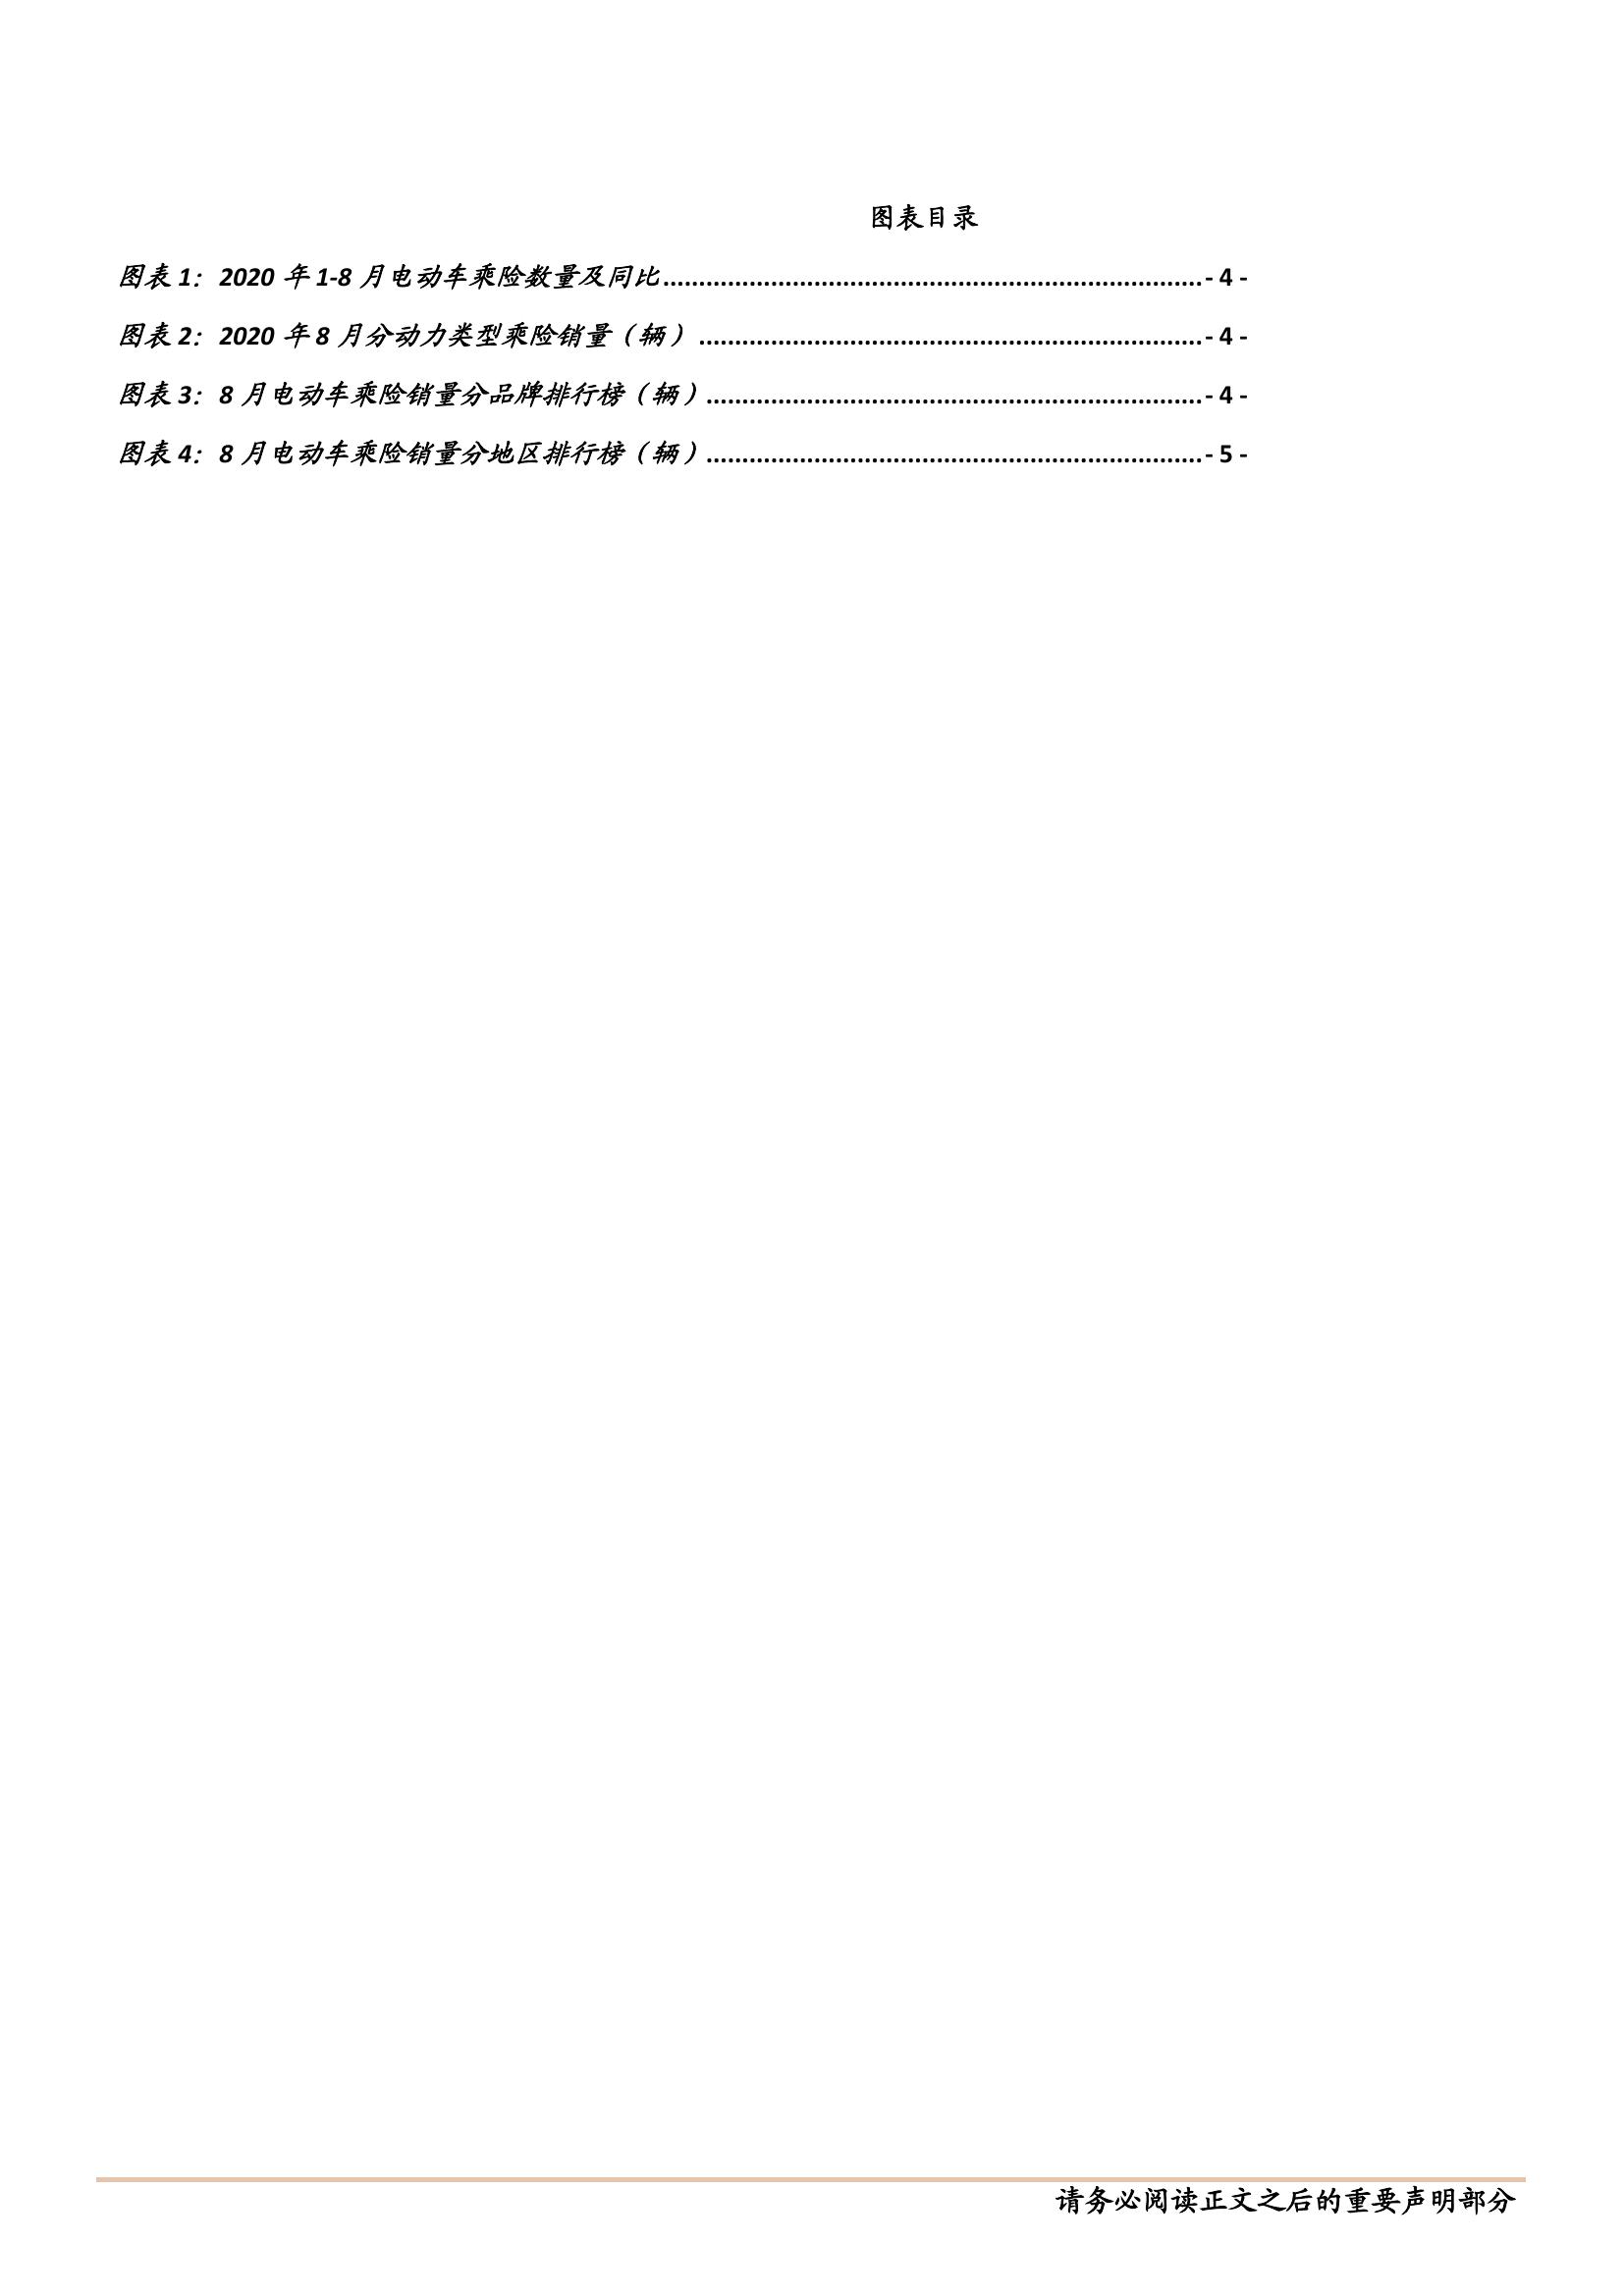 图表目录
图表 1：2020 年 1-8 月电动车乘险数量及同比...........................................................................- 4 -
图表 2：2020 年 8 月分动力类型乘险销量（辆）......................................................................- 4 -
图表 3：8 月电动车乘险销量分品牌排行榜（辆）.....................................................................- 4 -
图表 4：8 月电动车乘险销量分地区排行榜（辆）.....................................................................- 5 -
请务必阅读正文之后的重要声明部分